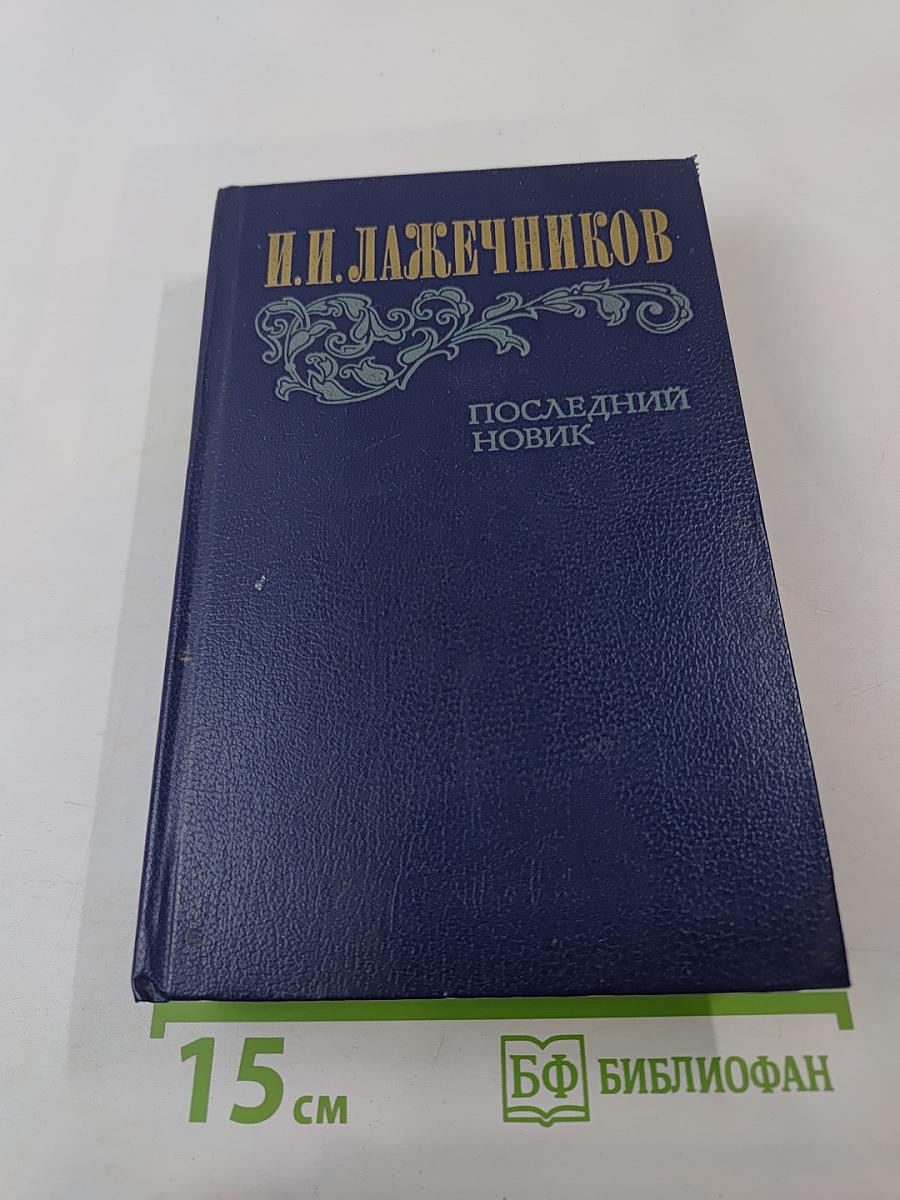 И.И.ЛАЖЕЧНИКОВ
ПОСЛЕДНИЙ
НОВИК
15 см
БФ БИБЛИОФАН